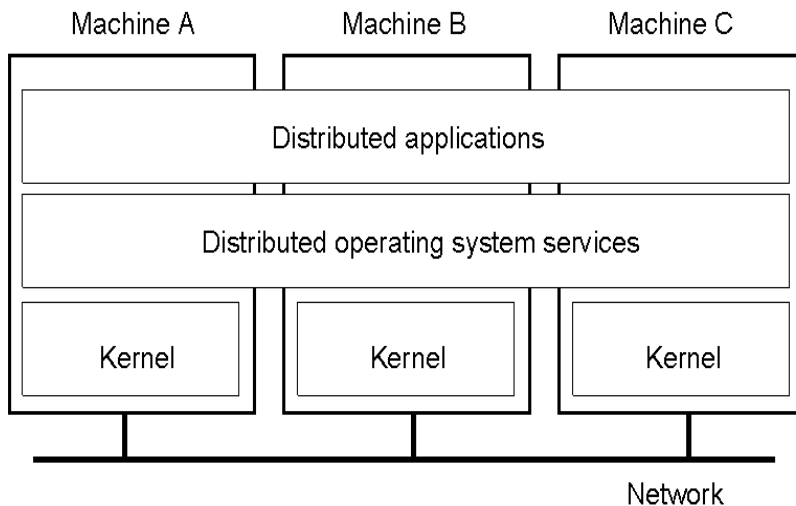 Machine A
Machine B
Machine C
Distributed applications
Distributed operating system services
Kernel
Kernel
Kernel
Network